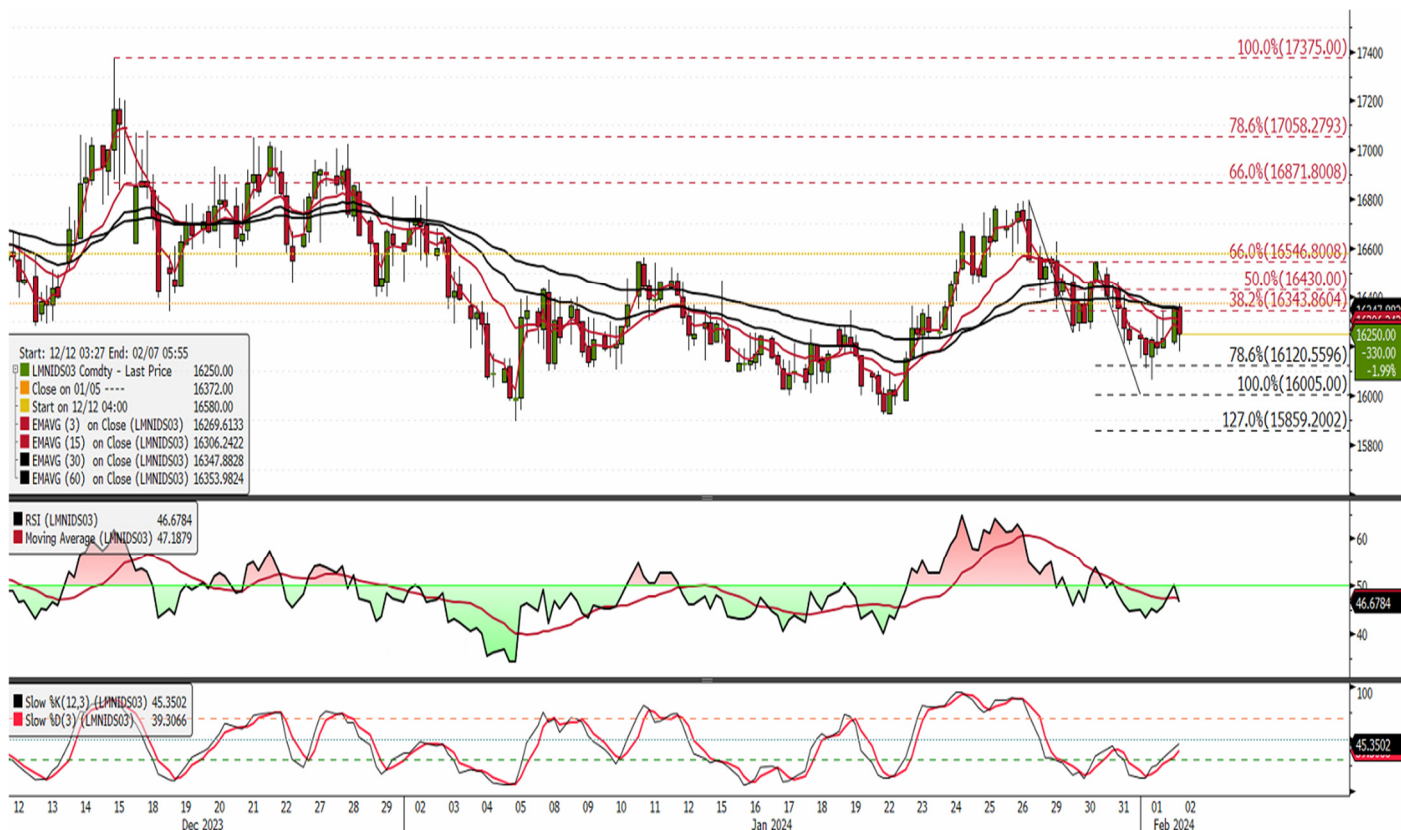 100.0%(17375.00)
17400
17200
78.6%(17058.2793)
17000
66.0%(16871.8008)
16800
66.0%(16546.8008)
16600
50.0%(16430.00)
16400
38.2%(16343.8604)
16250.00
-330.00
-1.99%
78.6%(16120.5596)
100.0%(16005.00)
16000
127.0%(15859.2002)
15800
Start: 12/12 03:27 End: 02/07 05:55
LMNIDS03 Comdty - Last Price 16250.00
Close on 01/05 ---- 16372.00
Start on 12/12 04:00 16580.00
EMAVG (3) on Close (LMNIDS03) 16269.6133
EMAVG (15) on Close (LMNIDS03) 16306.2422
EMAVG (30) on Close (LMNIDS03) 16347.8828
EMAVG (60) on Close (LMNIDS03) 16353.9824
RSI (LMNIDS03) 46.6784
Moving Average (LMNIDS03) 47.1879
60
50
46.6784
40
Slow %K(12,3) (LMNIDS03) 45.3502
Slow %D(3) (LMNIDS03) 39.3066
100
45.3502
0
12 13 14 15 18 19 20 21 22 27 28 29 02 03 04 05 08 09 10 11 12 15 16 17 18 19 22 23 24 25 26 29 30 31 01 02
Dec 2023 Jan 2024 Feb 2024